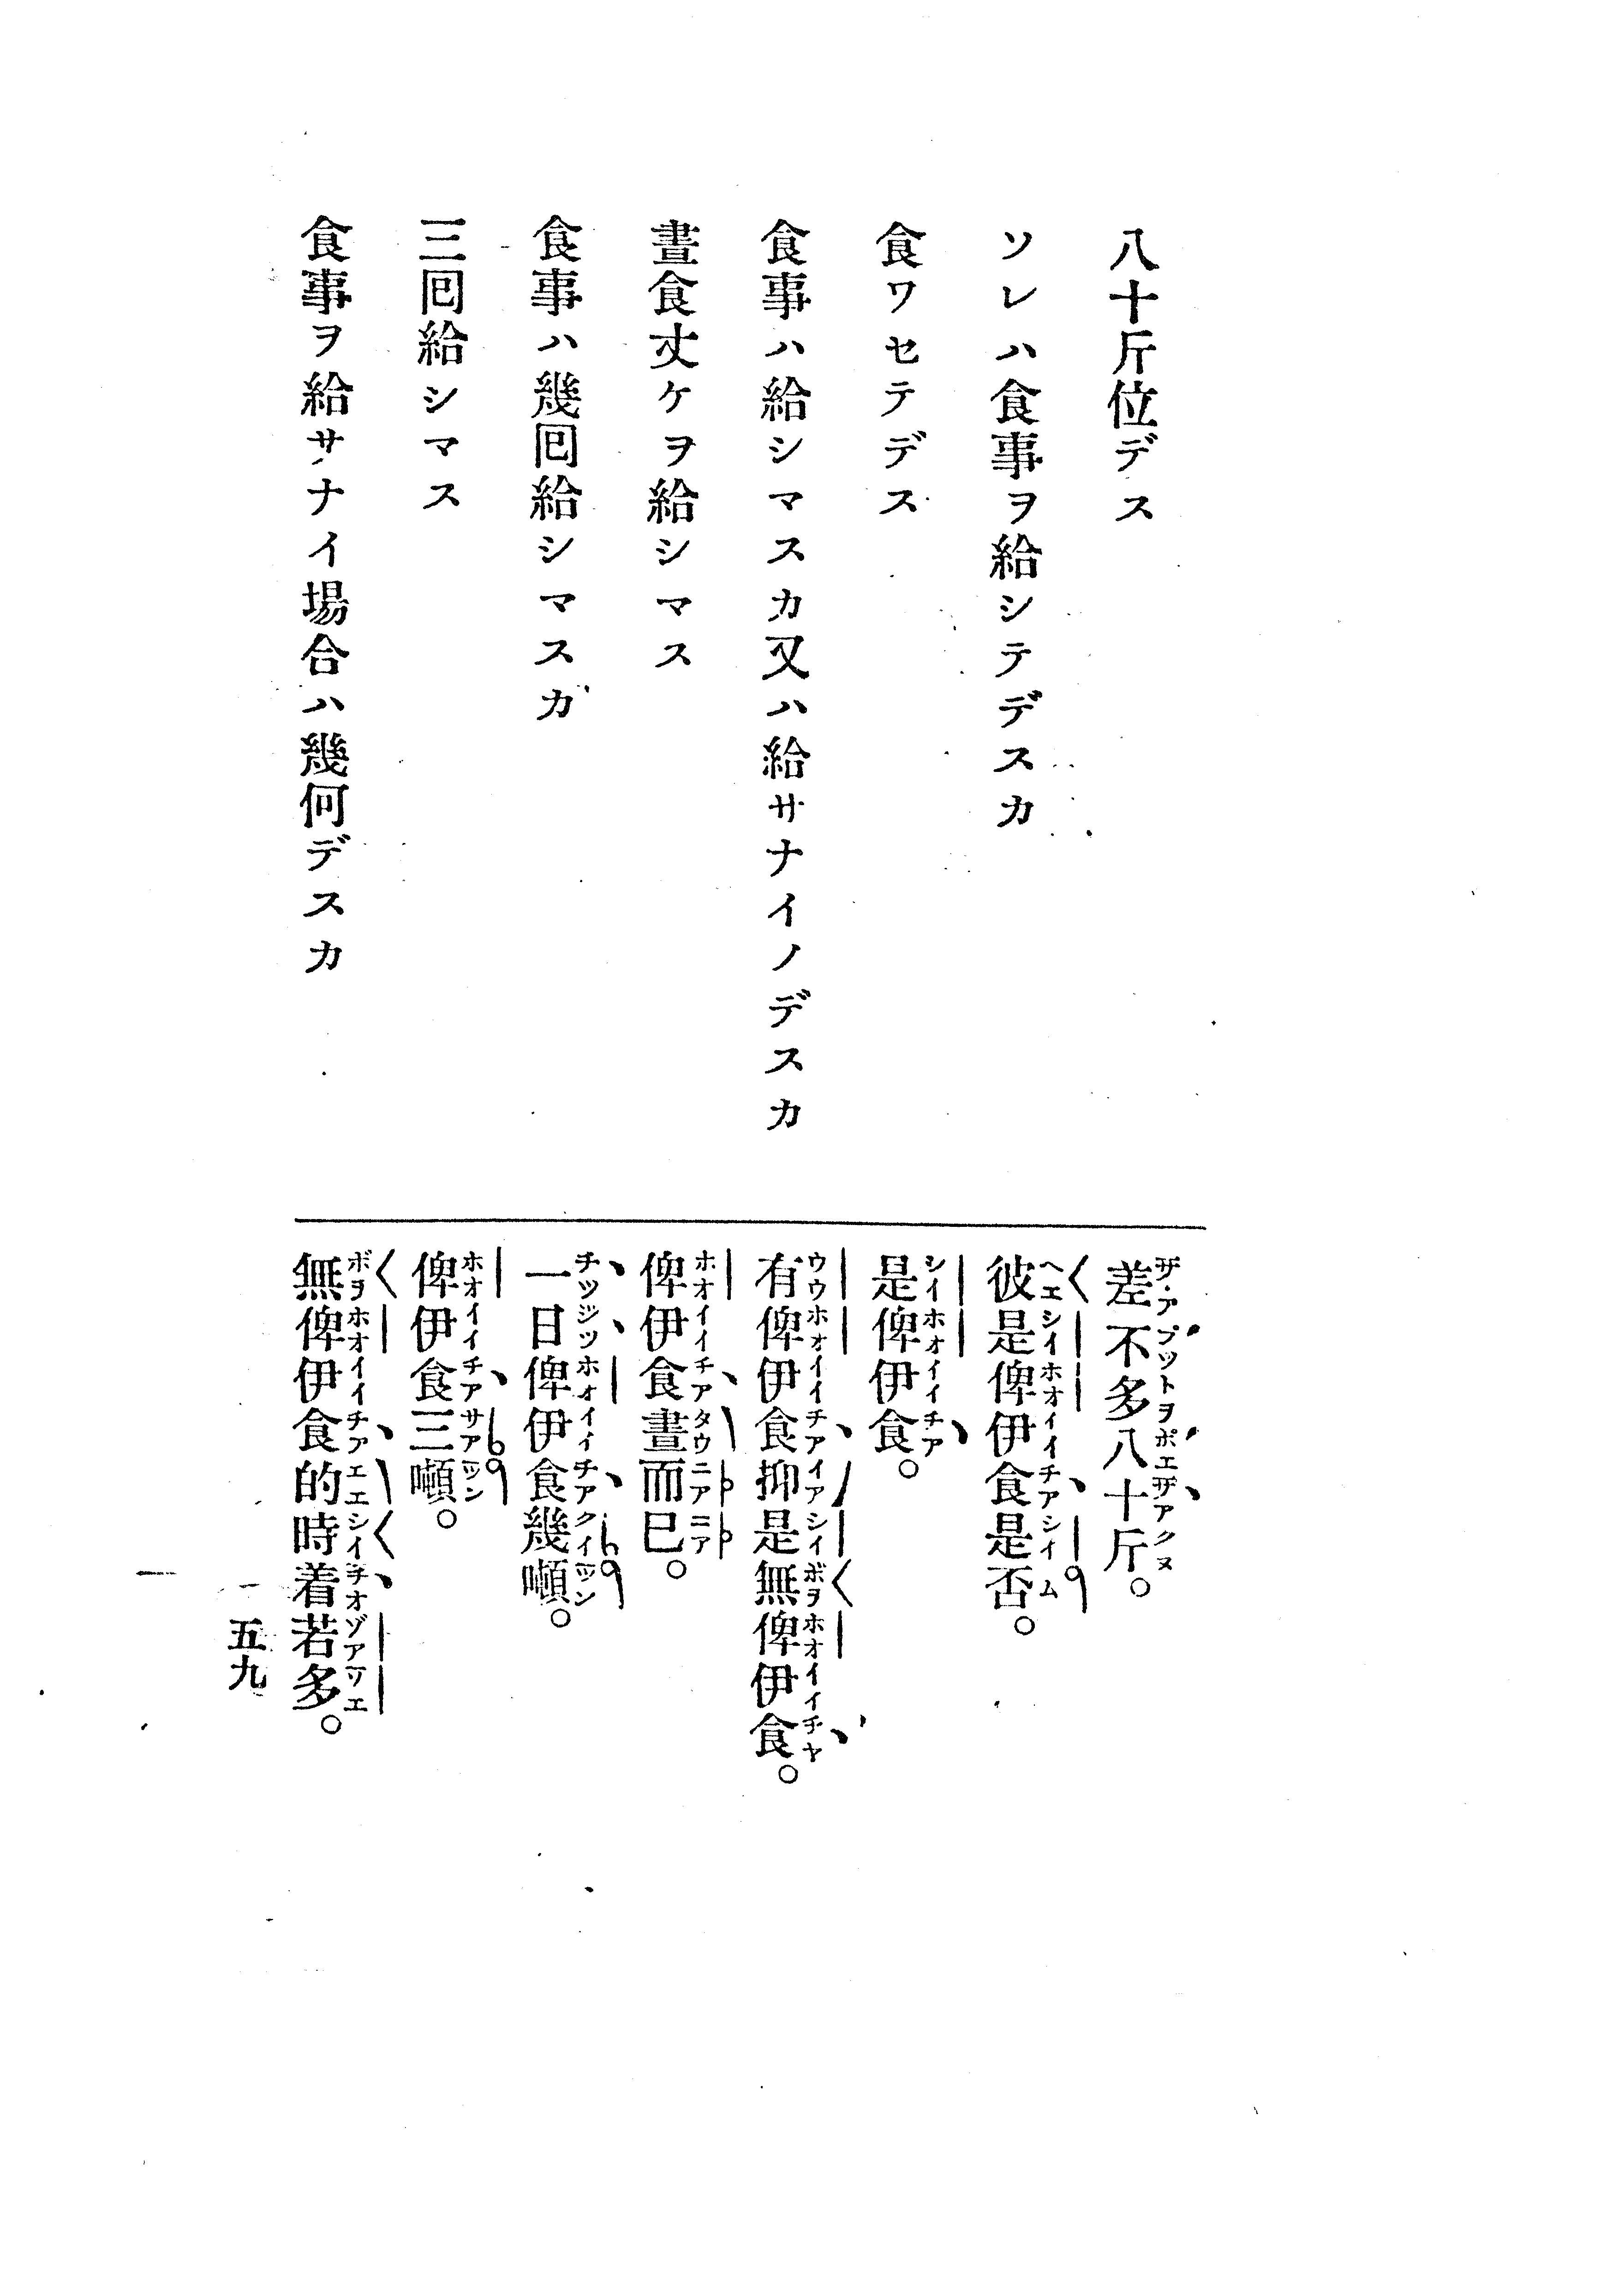 八十斤位デス
ソレハ食事ヲ給シテデスカ
食ワセテデス
食事ハ給シマスカ又ハ給サナイノデスカ
晝食丈ケヲ給シマス
食事ハ幾回給シマスカ
三回給シマス
食事ヲ給サナイ場合ハ幾何デスカ
差不多八十斤。
彼是俾伊食是否。
是俾伊食。
有俾伊食抑是無俾伊食。
俾伊食晝而已。
一日俾伊食幾噸。
俾伊食三噸。
無俾伊食的時着若多。
一五九